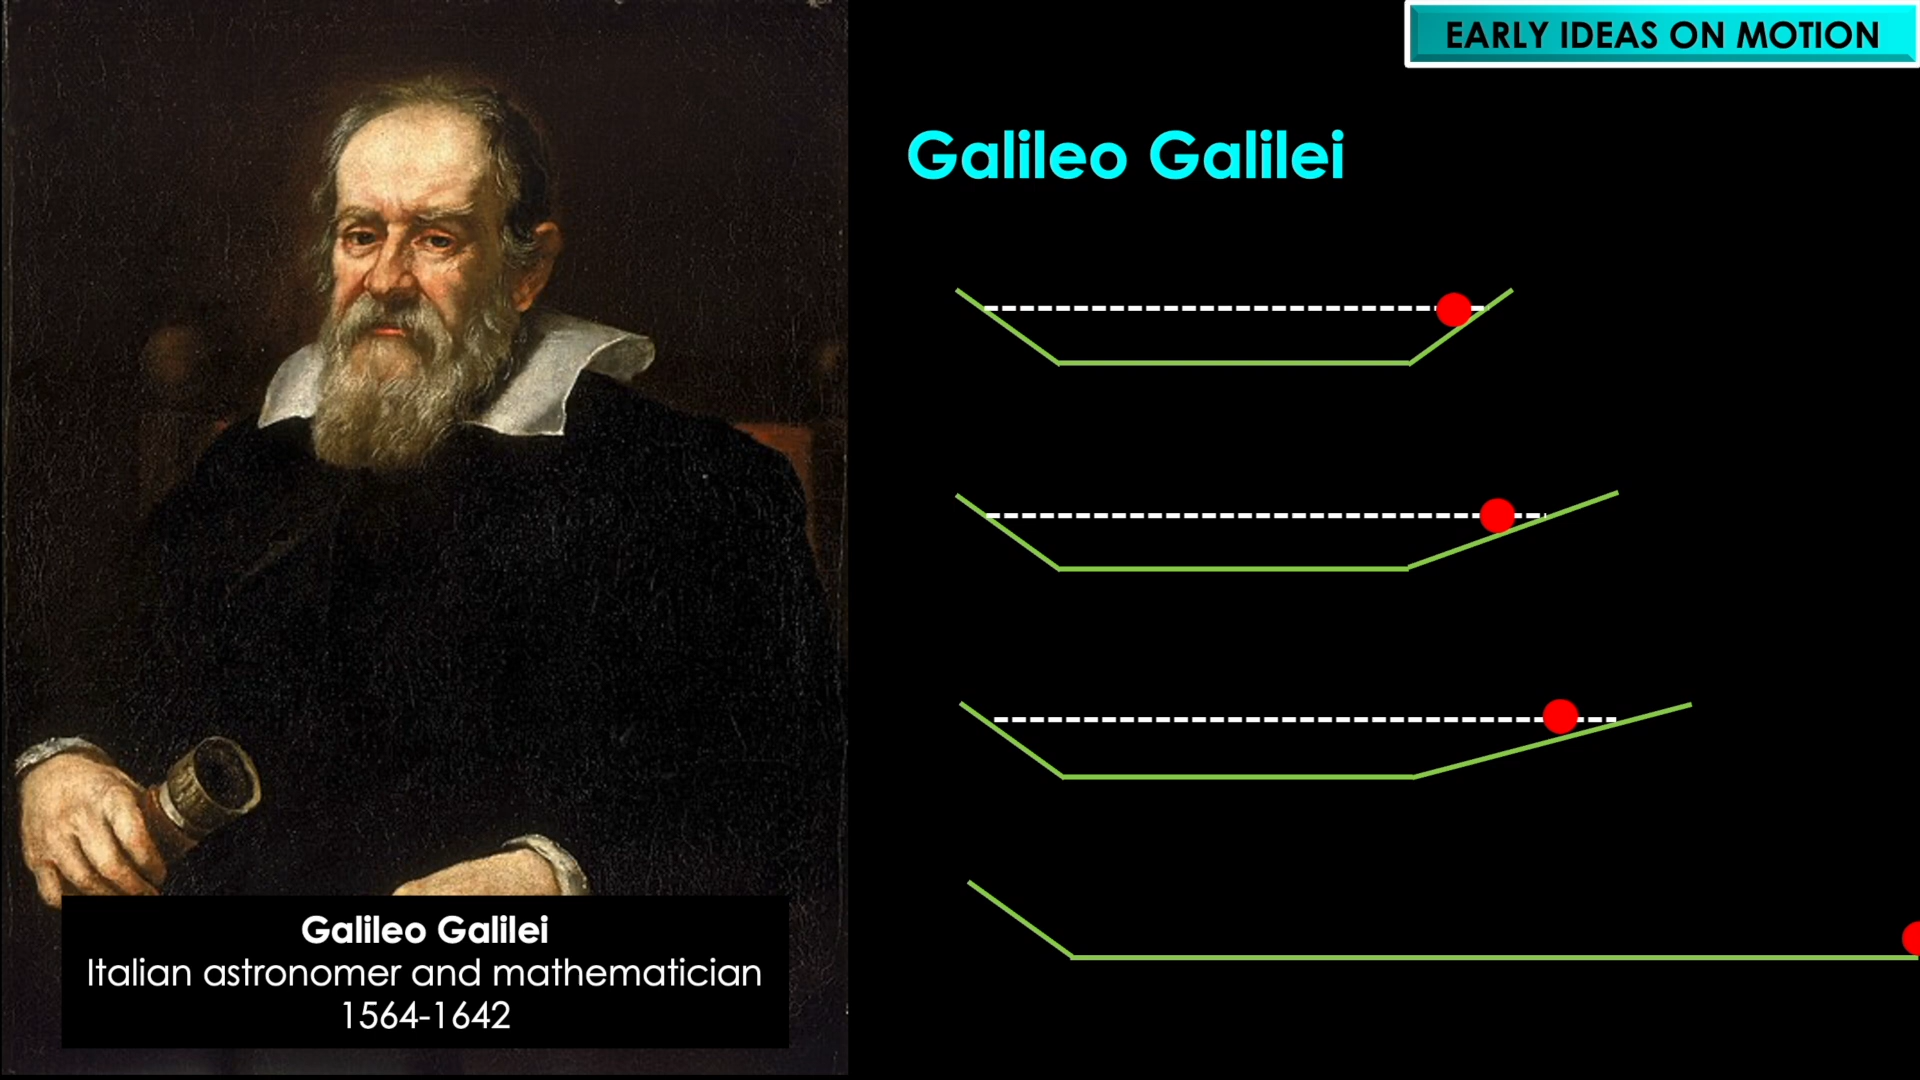 EARLY IDEAS ON MOTION
Galileo Galilei
Galileo Galilei
Italian astronomer and mathematician
1564-1642